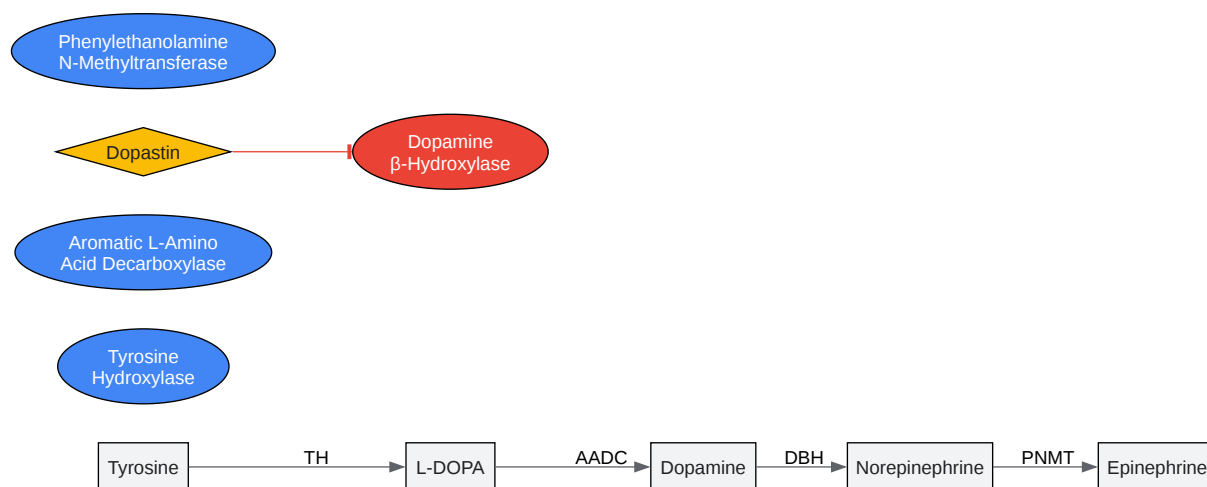 Phenylethanolamine
N-Methyltransferase
Dopastin
Dopamine
β-Hydroxylase
Aromatic L-Amino
Acid Decarboxylase
Tyrosine
Hydroxylase
Tyrosine
TH
L-DOPA
AADC
Dopamine
DBH
Norepinephrine
PNMT
Epinephrine